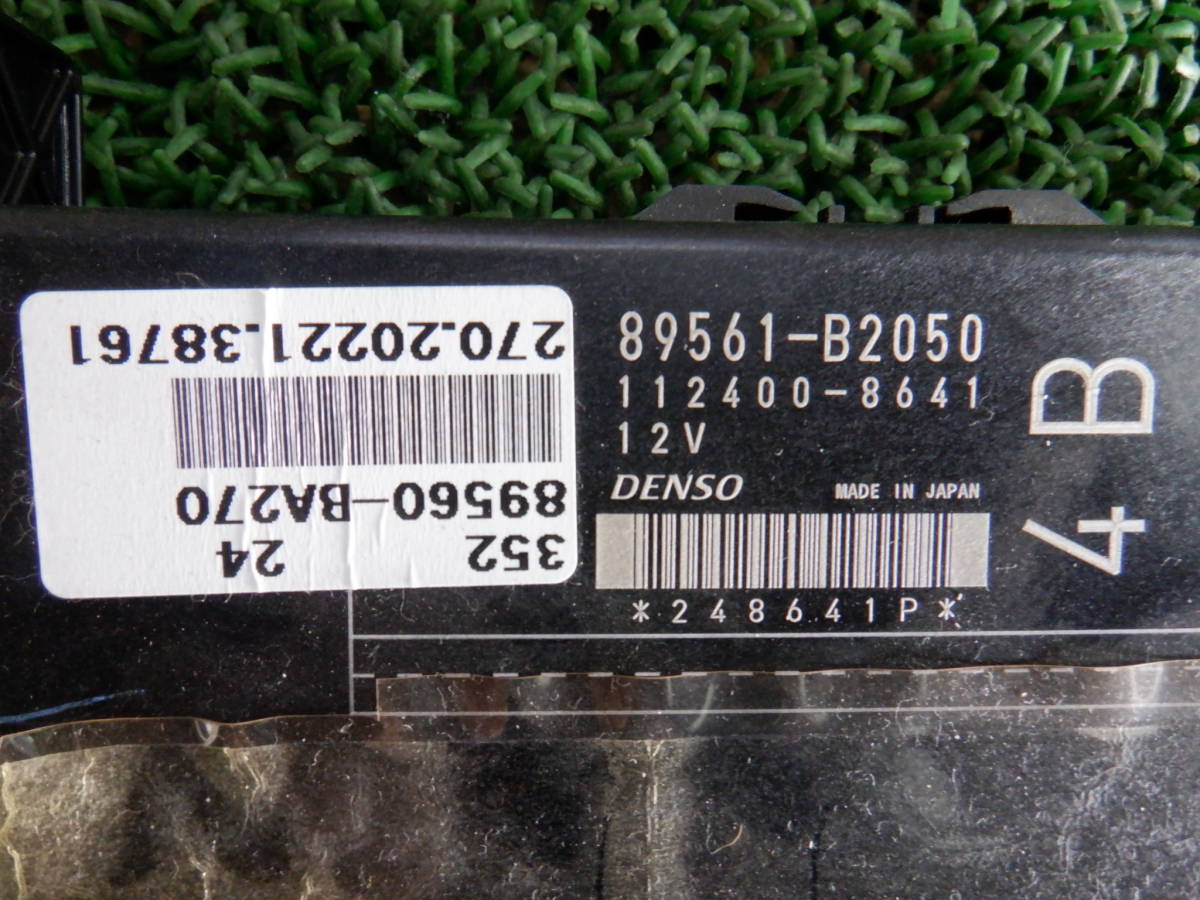 352 24
89560-BA270
270.20221.38761
89561-B2050
112400-8641
12V
DENSO MADE IN JAPAN
*248641P*
4B